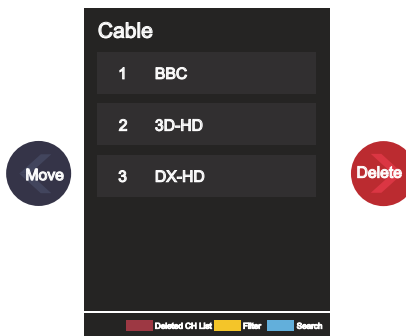 Cable
1 BBC
2 3D-HD
3 DX-HD
Move
Delete
Deleted CH List Filter Search